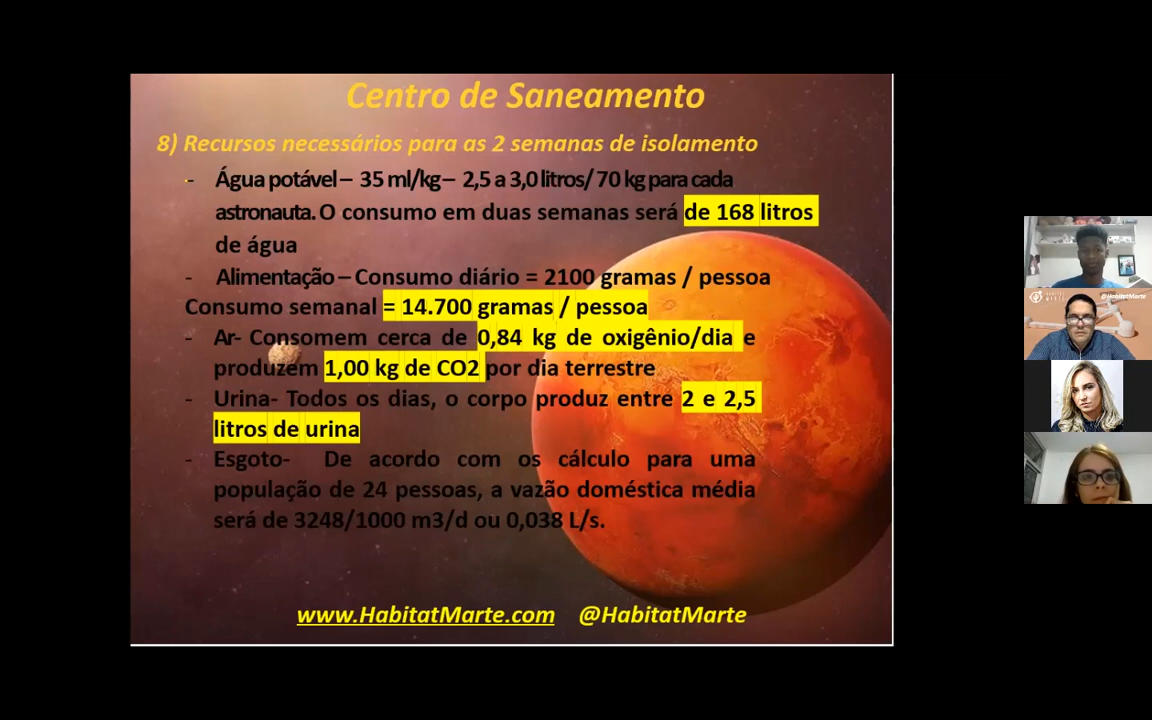 Centro de Saneamento
8) Recursos necessários para as 2 semanas de isolamento
- Água potável – 35 ml/kg – 2,5 a 3,0 litros/ 70 kg para cada
astronauta. O consumo em duas semanas será de 168 litros
de água
- Alimentação – Consumo diário = 2100 gramas / pessoa
Consumo semanal = 14.700 gramas / pessoa
- Ar- Consomem cerca de 0,84 kg de oxigênio/dia e
produzem 1,00 kg de CO2 por dia terrestre
- Urina- Todos os dias, o corpo produz entre 2 e 2,5
litros de urina
- Esgoto- De acordo com os cálculo para uma
população de 24 pessoas, a vazão doméstica média
será de 3248/1000 m3/d ou 0,038 L/s.
www.HabitatMarte.com @HabitatMarte
@HabitatMarte